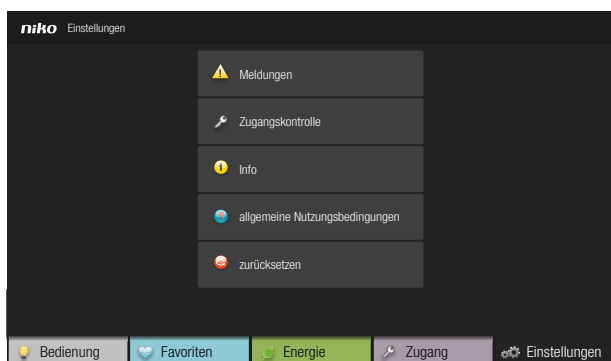 niko Einstellungen
Meldungen
Zugangskontrolle
Info
allgemeine Nutzungsbedingungen
zurücksetzen
Bedienung Favoriten Energie Zugang Einstellungen